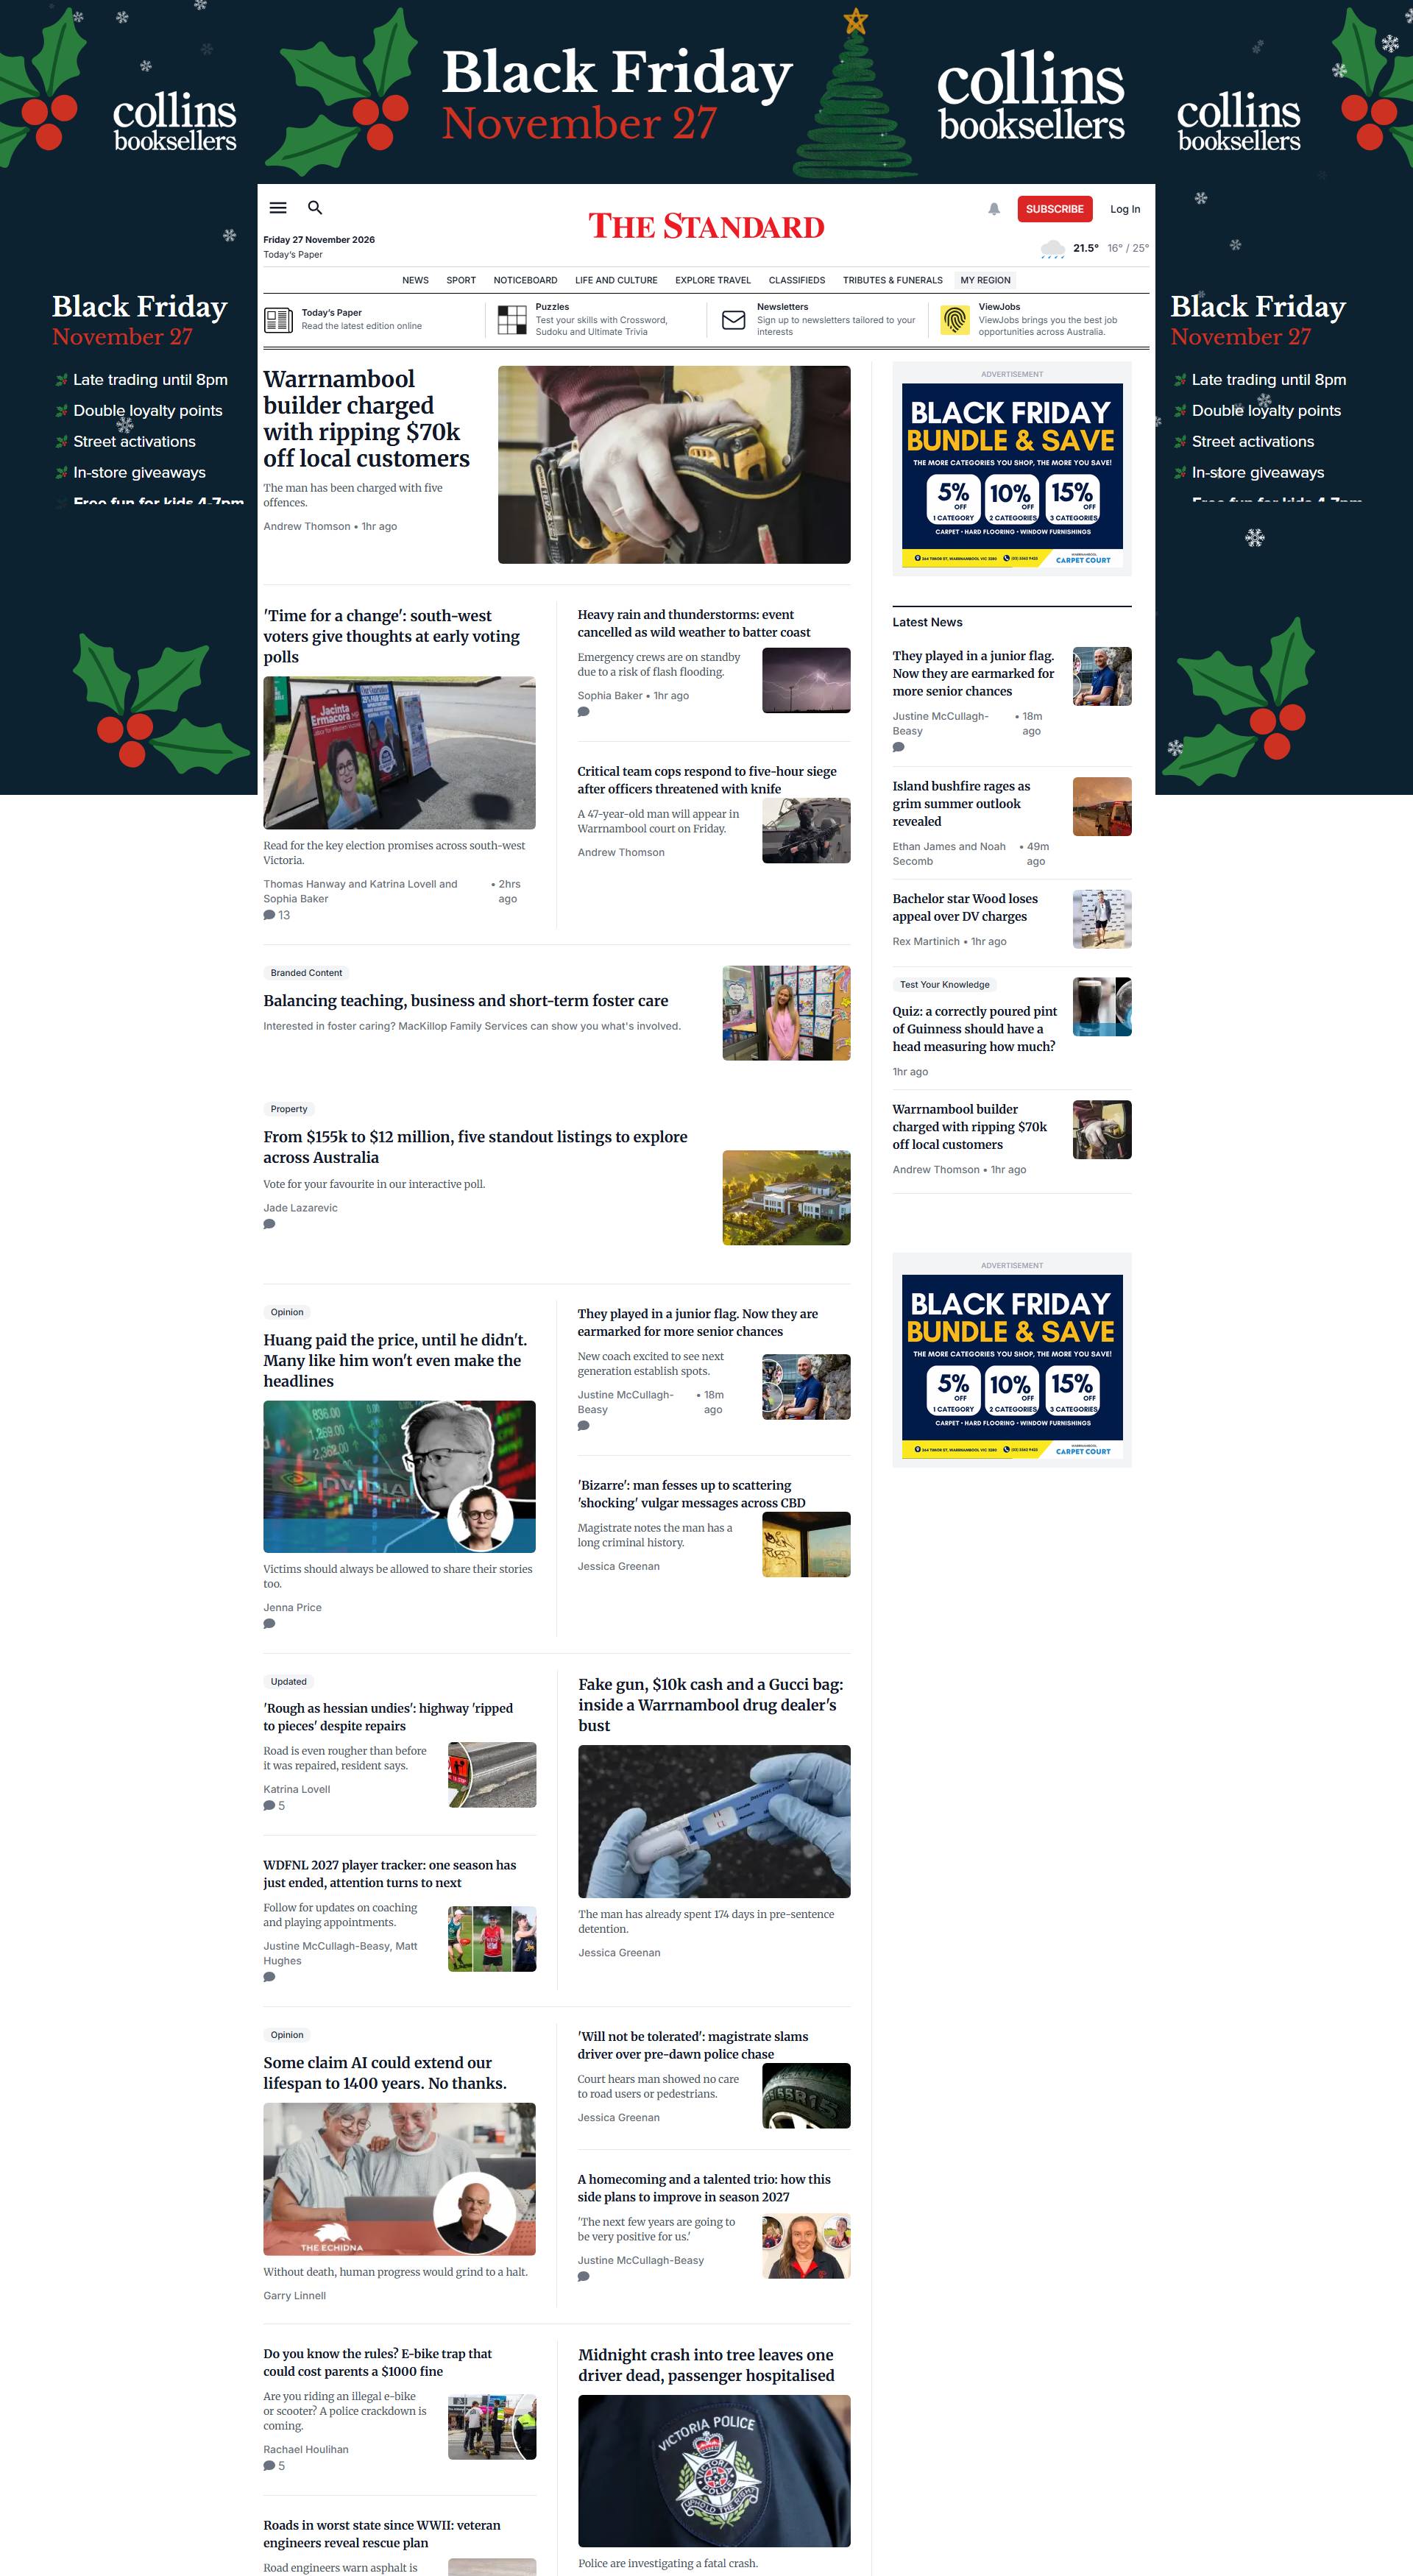 collins
booksellers
Black Friday
November 27
collins
booksellers
collins
booksellers
Black Friday
November 27
Late trading until 8pm
Double loyalty points
Street activations
In-store giveaways
Free fun for kids 4-7pm
SUBSCRIBE
Log In
THE STANDARD
Friday 27 November 2026
Today's Paper
21.5° 16° / 25°
NEWS SPORT NOTICEBOARD LIFE AND CULTURE EXPLORE TRAVEL CLASSIFIEDS TRIBUTES & FUNERALS MY REGION
Today's Paper
Read the latest edition online
Puzzles
Test your skills with Crossword,
Sudoku and Ultimate Trivia
Newsletters
Sign up to newsletters tailored to your
interests
ViewJobs
ViewJobs brings you the best job
opportunities across Australia.
Warrnambool
builder charged
with ripping $70k
off local customers
The man has been charged with five
offences.
Andrew Thomson • 1hr ago
'Time for a change': south-west
voters give thoughts at early voting
polls
Jacinta
Ermacora
Read for the key election promises across south-west
Victoria.
Thomas Hanway and Katrina Lovell and
Sophia Baker
• 2hrs
ago
13
Heavy rain and thunderstorms: event
cancelled as wild weather to batter coast
Emergency crews are on standby
due to a risk of flash flooding.
Sophia Baker • 1hr ago
Critical team cops respond to five-hour siege
after officers threatened with knife
A 47-year-old man will appear in
Warrnambool court on Friday.
Andrew Thomson
Branded Content
Balancing teaching, business and short-term foster care
Interested in foster caring? MacKillop Family Services can show you what's involved.
Property
From $155k to $12 million, five standout listings to explore
across Australia
Vote for your favourite in our interactive poll.
Jade Lazarevic
Opinion
Huang paid the price, until he didn't.
Many like him won't even make the
headlines
836.00
1,269.00
2,362.00
NVIDIA
Victims should always be allowed to share their stories
too.
Jenna Price
They played in a junior flag. Now they are
earmarked for more senior chances
New coach excited to see next
generation establish spots.
Justine McCullagh-
Beasy
• 18m
ago
'Bizarre': man fesses up to scattering
'shocking' vulgar messages across CBD
Magistrate notes the man has a
long criminal history.
Jessica Greenan
Updated
'Rough as hessian undies': highway 'ripped
to pieces' despite repairs
Road is even rougher than before
it was repaired, resident says.
Katrina Lovell
5
WDFNL 2027 player tracker: one season has
just ended, attention turns to next
Follow for updates on coaching
and playing appointments.
Justine McCullagh-Beasy, Matt
Hughes
Fake gun, $10k cash and a Gucci bag:
inside a Warrnambool drug dealer's
bust
The man has already spent 174 days in pre-sentence
detention.
Jessica Greenan
Opinion
Some claim AI could extend our
lifespan to 1400 years. No thanks.
THE ECHIDNA
Without death, human progress would grind to a halt.
Garry Linnell
'Will not be tolerated': magistrate slams
driver over pre-dawn police chase
55R15
Court hears man showed no care
to road users or pedestrians.
Jessica Greenan
A homecoming and a talented trio: how this
side plans to improve in season 2027
'The next few years are going to
be very positive for us.'
Justine McCullagh-Beasy
Do you know the rules? E-bike trap that
could cost parents a $1000 fine
Are you riding an illegal e-bike
or scooter? A police crackdown is
coming.
Rachael Houlihan
5
Roads in worst state since WWII: veteran
engineers reveal rescue plan
Road engineers warn asphalt is
Midnight crash into tree leaves one
driver dead, passenger hospitalised
VICTORIA POLICE
VICTORIA
POLICE
UPHOLD THE RIGHT
Police are investigating a fatal crash.
ADVERTISEMENT
BLACK FRIDAY
BUNDLE & SAVE
THE MORE CATEGORIES YOU SHOP, THE MORE YOU SAVE!
5% OFF 1 CATEGORY
10% OFF 2 CATEGORIES
15% OFF 3 CATEGORIES
CARPET • HARD FLOORING • WINDOW FURNISHINGS
WARRNAMBOOL
CARPET COURT
Latest News
They played in a junior flag.
Now they are earmarked for
more senior chances
Justine McCullagh-
Beasy
• 18m
ago
Island bushfire rages as
grim summer outlook
revealed
Ethan James and Noah
Secomb
• 49m
ago
Bachelor star Wood loses
appeal over DV charges
Rex Martinich • 1hr ago
Test Your Knowledge
Quiz: a correctly poured pint
of Guinness should have a
head measuring how much?
1hr ago
Warrnambool builder
charged with ripping $70k
off local customers
Andrew Thomson • 1hr ago
ADVERTISEMENT
BLACK FRIDAY
BUNDLE & SAVE
THE MORE CATEGORIES YOU SHOP, THE MORE YOU SAVE!
5% OFF 1 CATEGORY
10% OFF 2 CATEGORIES
15% OFF 3 CATEGORIES
CARPET • HARD FLOORING • WINDOW FURNISHINGS
WARRNAMBOOL
CARPET COURT
Black Friday
November 27
Late trading until 8pm
Double loyalty points
Street activations
In-store giveaways
Free fun for kids 4-7pm